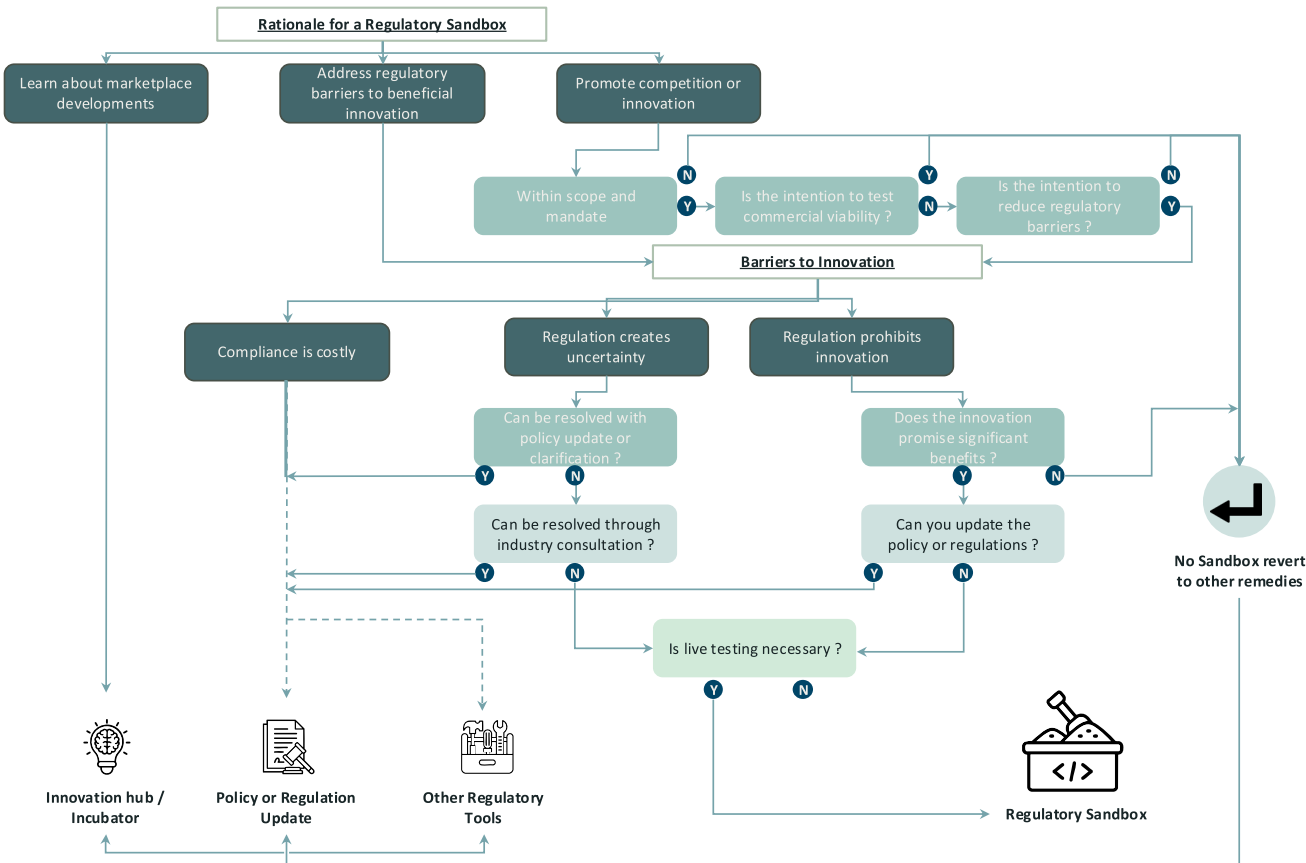 Rationale for a Regulatory Sandbox
Learn about marketplace
developments
Address regulatory
barriers to beneficial
innovation
Promote competition or
innovation
N
Y
N
Within scope and
mandate
Y
Is the intention to test
commercial viability ?
N
Is the intention to
reduce regulatory
barriers ?
Y
Barriers to Innovation
Compliance is costly
Regulation creates
uncertainty
Regulation prohibits
innovation
Can be resolved with
policy update or
clarification ?
Does the innovation
promise significant
benefits ?
Y
N
Y
N
Can be resolved through
industry consultation ?
Can you update the
policy or regulations ?
Y
N
Y
N
No Sandbox revert
to other remedies
Is live testing necessary ?
Y
N
</>
Innovation hub /
Incubator
Policy or Regulation
Update
Other Regulatory
Tools
Regulatory Sandbox